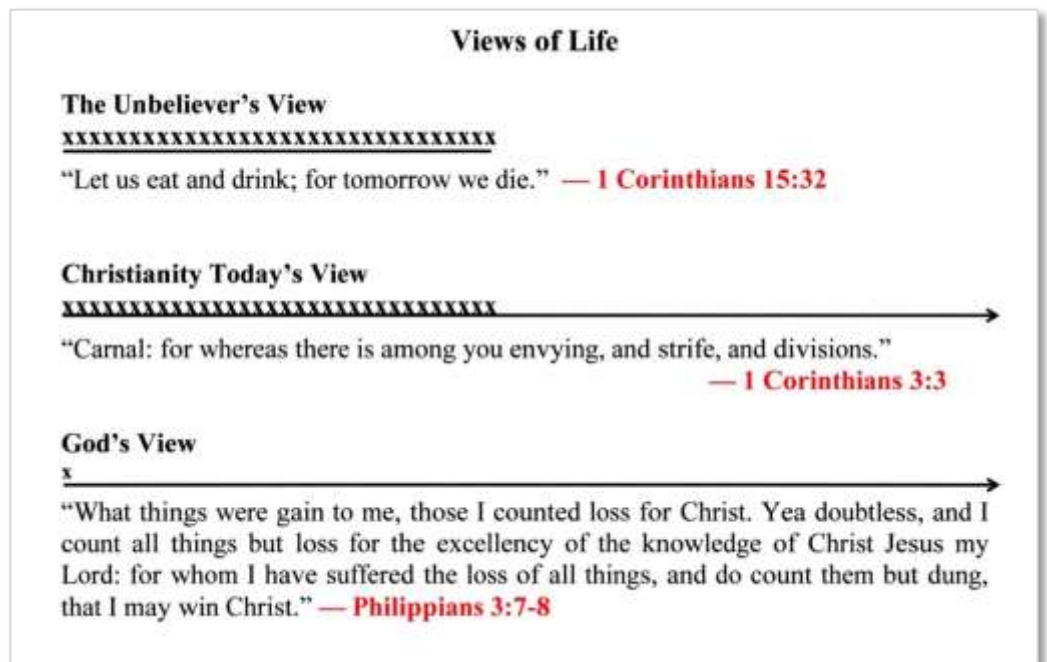 Views of Life
The Unbeliever's View
xxxxxxxxxxxxxxxxxxxxxxxxxxxxxxxxx
“Let us eat and drink; for tomorrow we die.” — 1 Corinthians 15:32
Christianity Today's View
xxxxxxxxxxxxxxxxxxxxxxxxxxxxxxxxx
“Carnal: for whereas there is among you envying, and strife, and divisions.”
— 1 Corinthians 3:3
God's View
x
“What things were gain to me, those I counted loss for Christ. Yea doubtless, and I
count all things but loss for the excellency of the knowledge of Christ Jesus my
Lord: for whom I have suffered the loss of all things, and do count them but dung,
that I may win Christ.” — Philippians 3:7-8